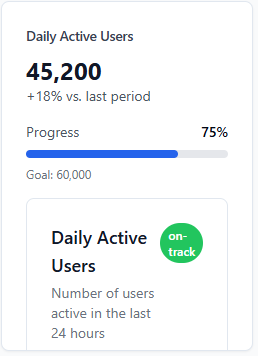 Daily Active Users
45,200
+18% vs. last period
Progress 75%
Goal: 60,000
Daily Active
Users
on-
track
Number of users
active in the last
24 hours